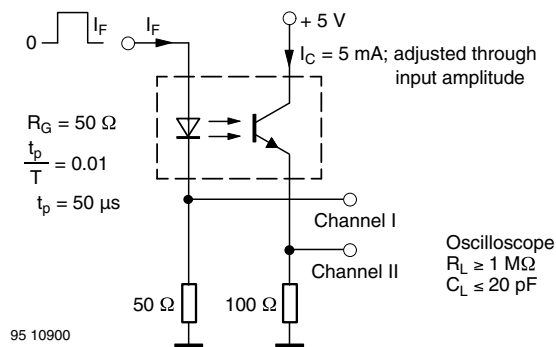 0
I_F
I_F
+ 5 V
I_C = 5 mA; adjusted through
input amplitude
R_G = 50 Ω
t_p
T
= 0.01
t_p = 50 µs
Channel I
Channel II
Oscilloscope
R_L ≥ 1 MΩ
C_L ≤ 20 pF
50 Ω
100 Ω
95 10900